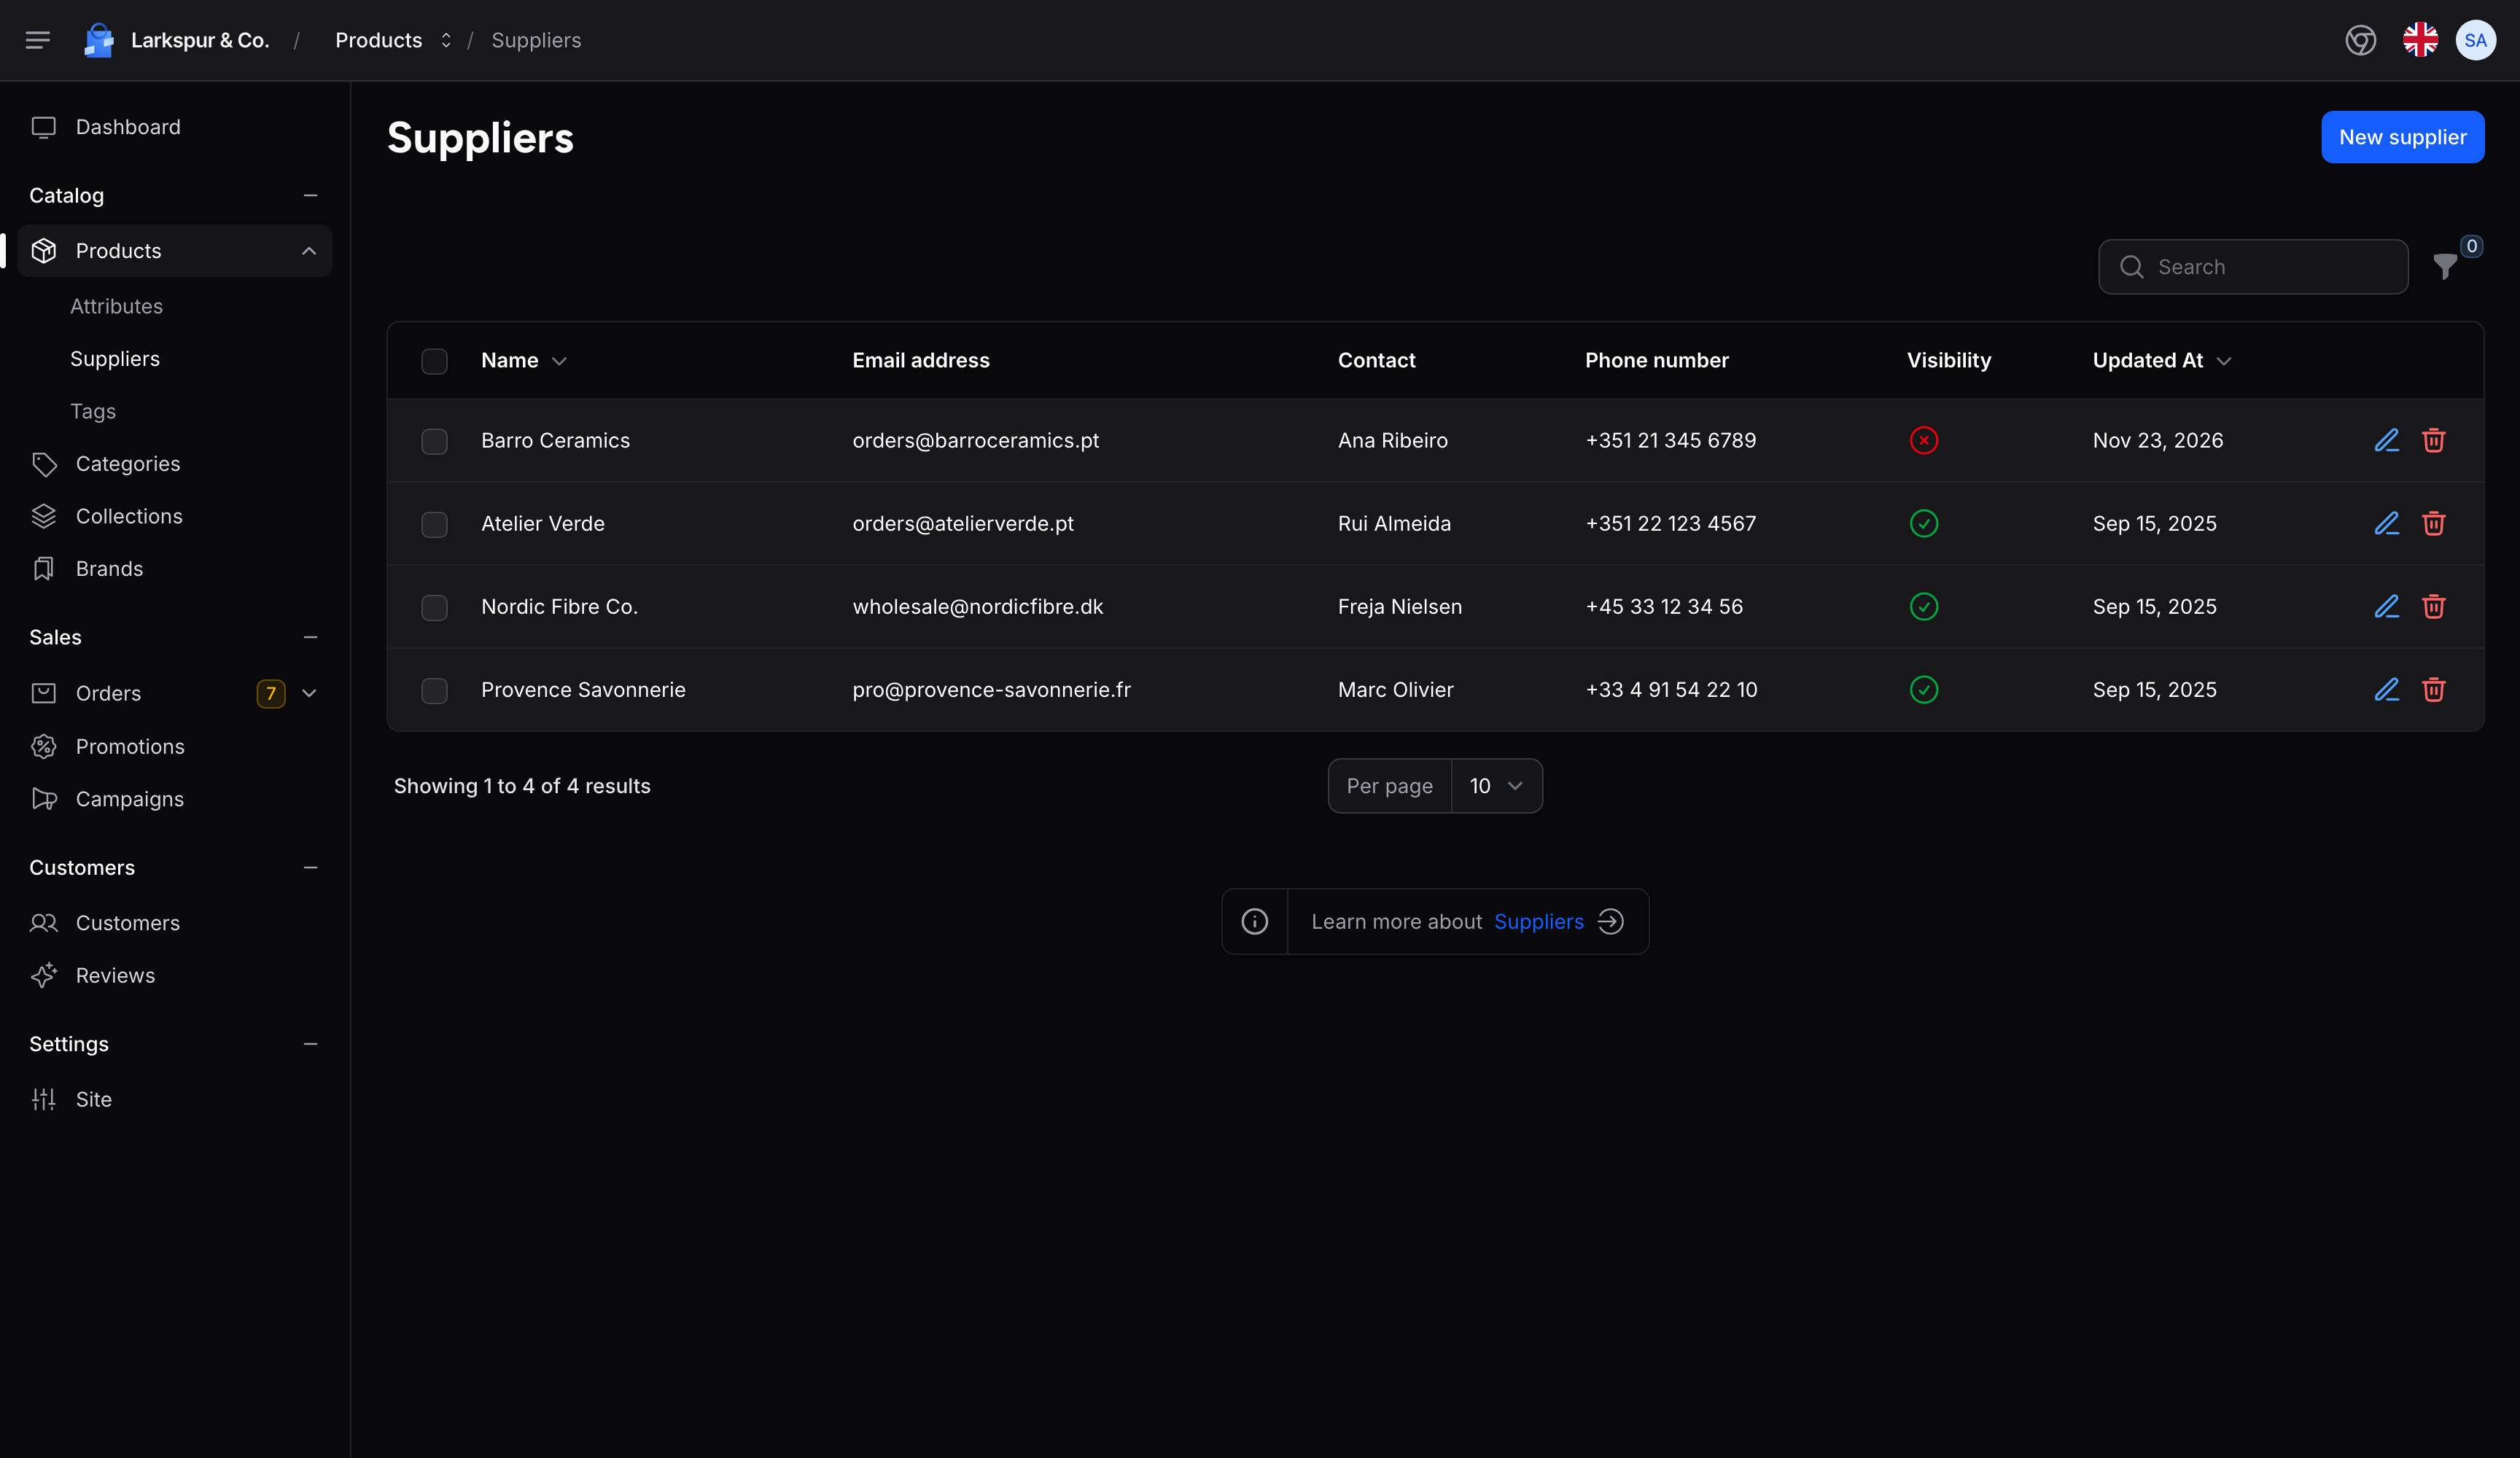 Larkspur & Co. / Products / Suppliers
SA
Dashboard
Catalog
Products
Attributes
Suppliers
Tags
Categories
Collections
Brands
Sales
Orders 7
Promotions
Campaigns
Customers
Customers
Reviews
Settings
Site
Suppliers
New supplier
Search
0
Name Email address Contact Phone number Visibility Updated At
Barro Ceramics orders@barroceramics.pt Ana Ribeiro +351 21 345 6789 Nov 23, 2026
Atelier Verde orders@atelierverde.pt Rui Almeida +351 22 123 4567 Sep 15, 2025
Nordic Fibre Co. wholesale@nordicfibre.dk Freja Nielsen +45 33 12 34 56 Sep 15, 2025
Provence Savonnerie pro@provence-savonnerie.fr Marc Olivier +33 4 91 54 22 10 Sep 15, 2025
Showing 1 to 4 of 4 results
Per page 10
Learn more about Suppliers